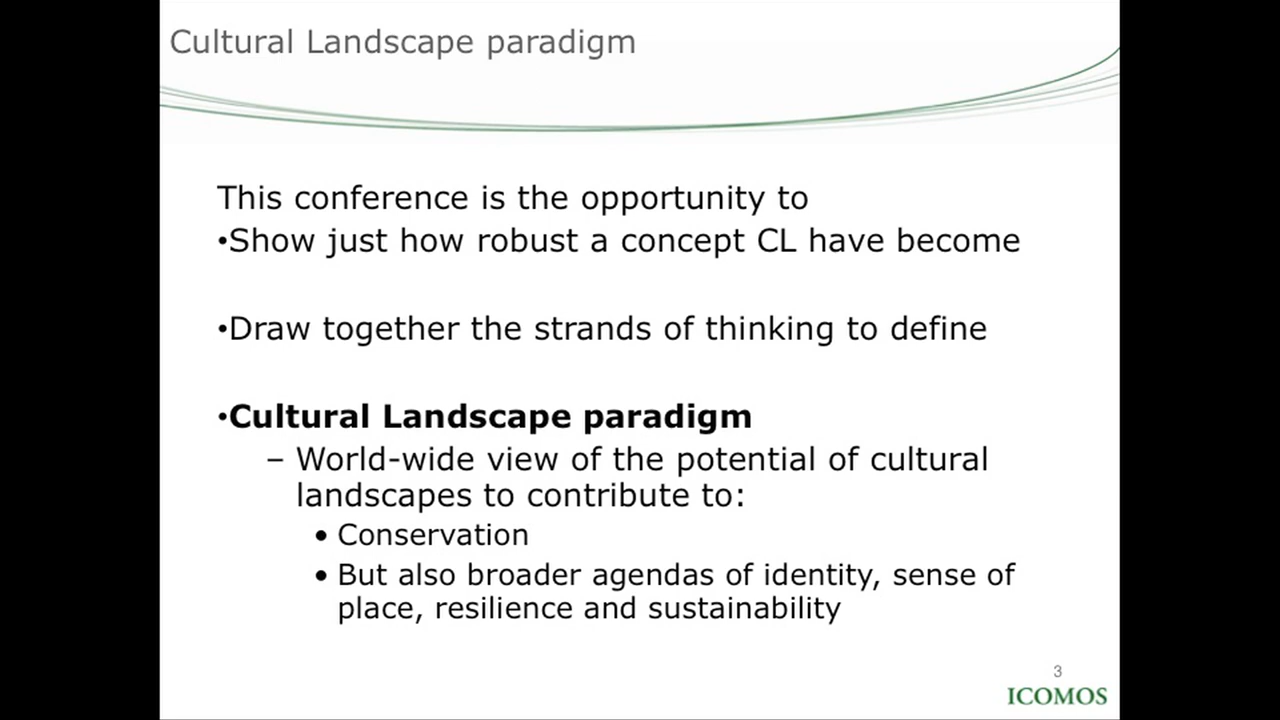 Cultural Landscape paradigm
This conference is the opportunity to
•Show just how robust a concept CL have become
•Draw together the strands of thinking to define
•Cultural Landscape paradigm
– World-wide view of the potential of cultural
landscapes to contribute to:
• Conservation
• But also broader agendas of identity, sense of
place, resilience and sustainability
3
ICOMOS